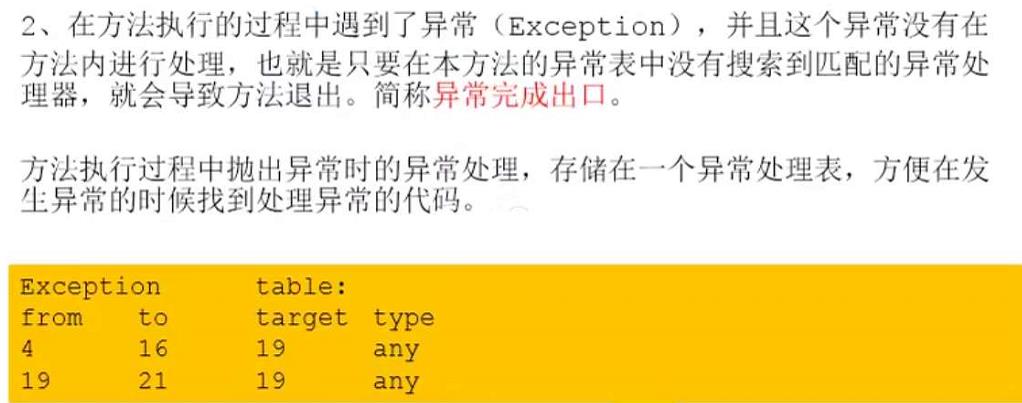 2、在方法执行的过程中遇到了异常（Exception），并且这个异常没有在
方法内进行处理，也就是只要在本方法的异常表中没有搜索到匹配的异常处
理器，就会导致方法退出。简称异常完成出口。
方法执行过程中抛出异常时的异常处理，存储在一个异常处理表，方便在发
生异常的时候找到处理异常的代码。
Exception table:
from to target type
4 16 19 any
19 21 19 any